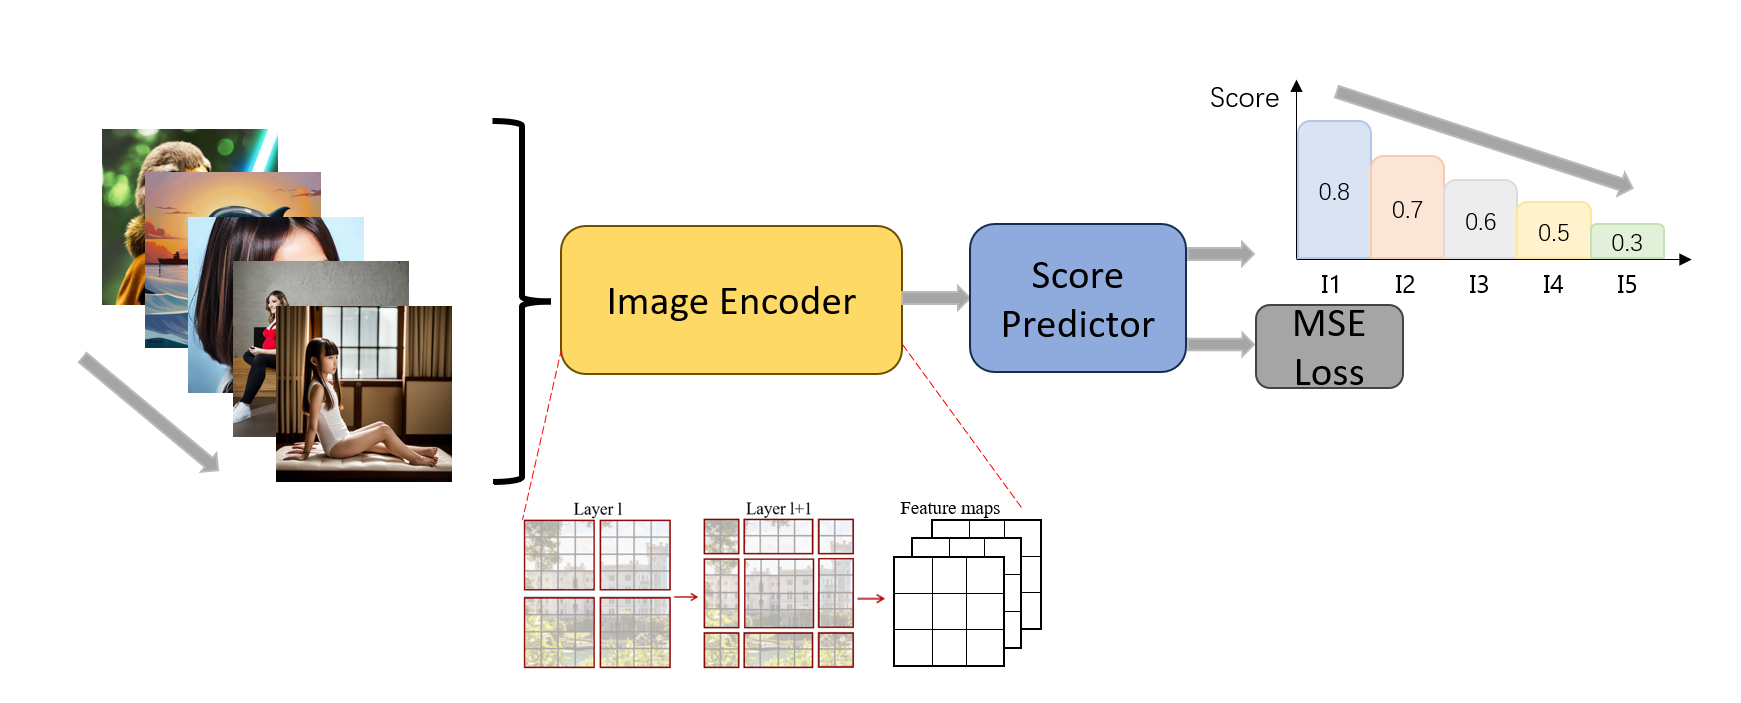 Score
0.8
0.7
0.6
0.5
0.3
I1
I2
I3
I4
I5
Image Encoder
Score
Predictor
MSE
Loss
Layer l
Layer l+1
Feature maps